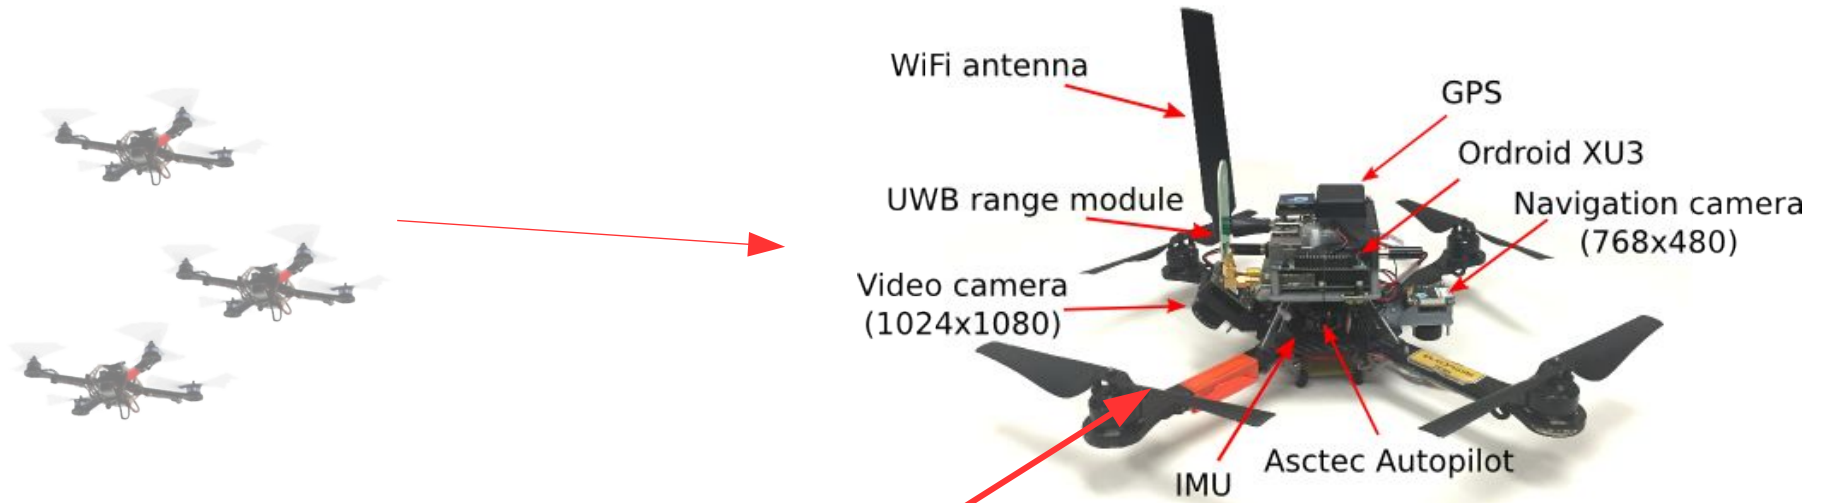 WiFi antenna
GPS
Ordroid XU3
UWB range module
Navigation camera
(768x480)
Video camera
(1024x1080)
Asctec Autopilot
IMU